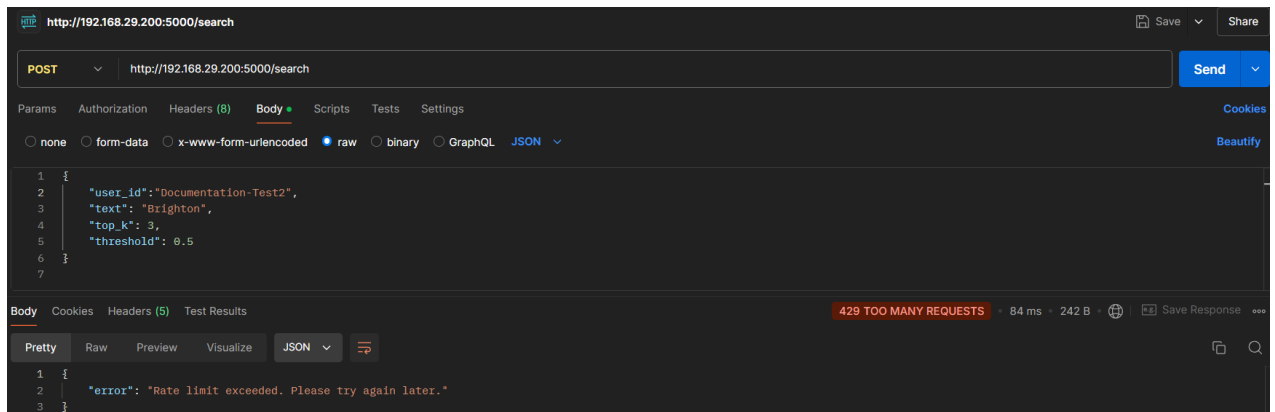 HTTP http://192.168.29.200:5000/search Save Share
POST http://192.168.29.200:5000/search Send
Params Authorization Headers (8) Body Scripts Tests Settings Cookies
none form-data x-www-form-urlencoded raw binary GraphQL JSON Beautify
1 {
2 "user_id":"Documentation-Test2",
3 "text": "Brighton",
4 "top_k": 3,
5 "threshold": 0.5
6 }
7
Body Cookies Headers (5) Test Results 429 TOO MANY REQUESTS 84 ms 242 B Save Response
Pretty Raw Preview Visualize JSON
1 {
2 "error": "Rate limit exceeded. Please try again later."
3 }